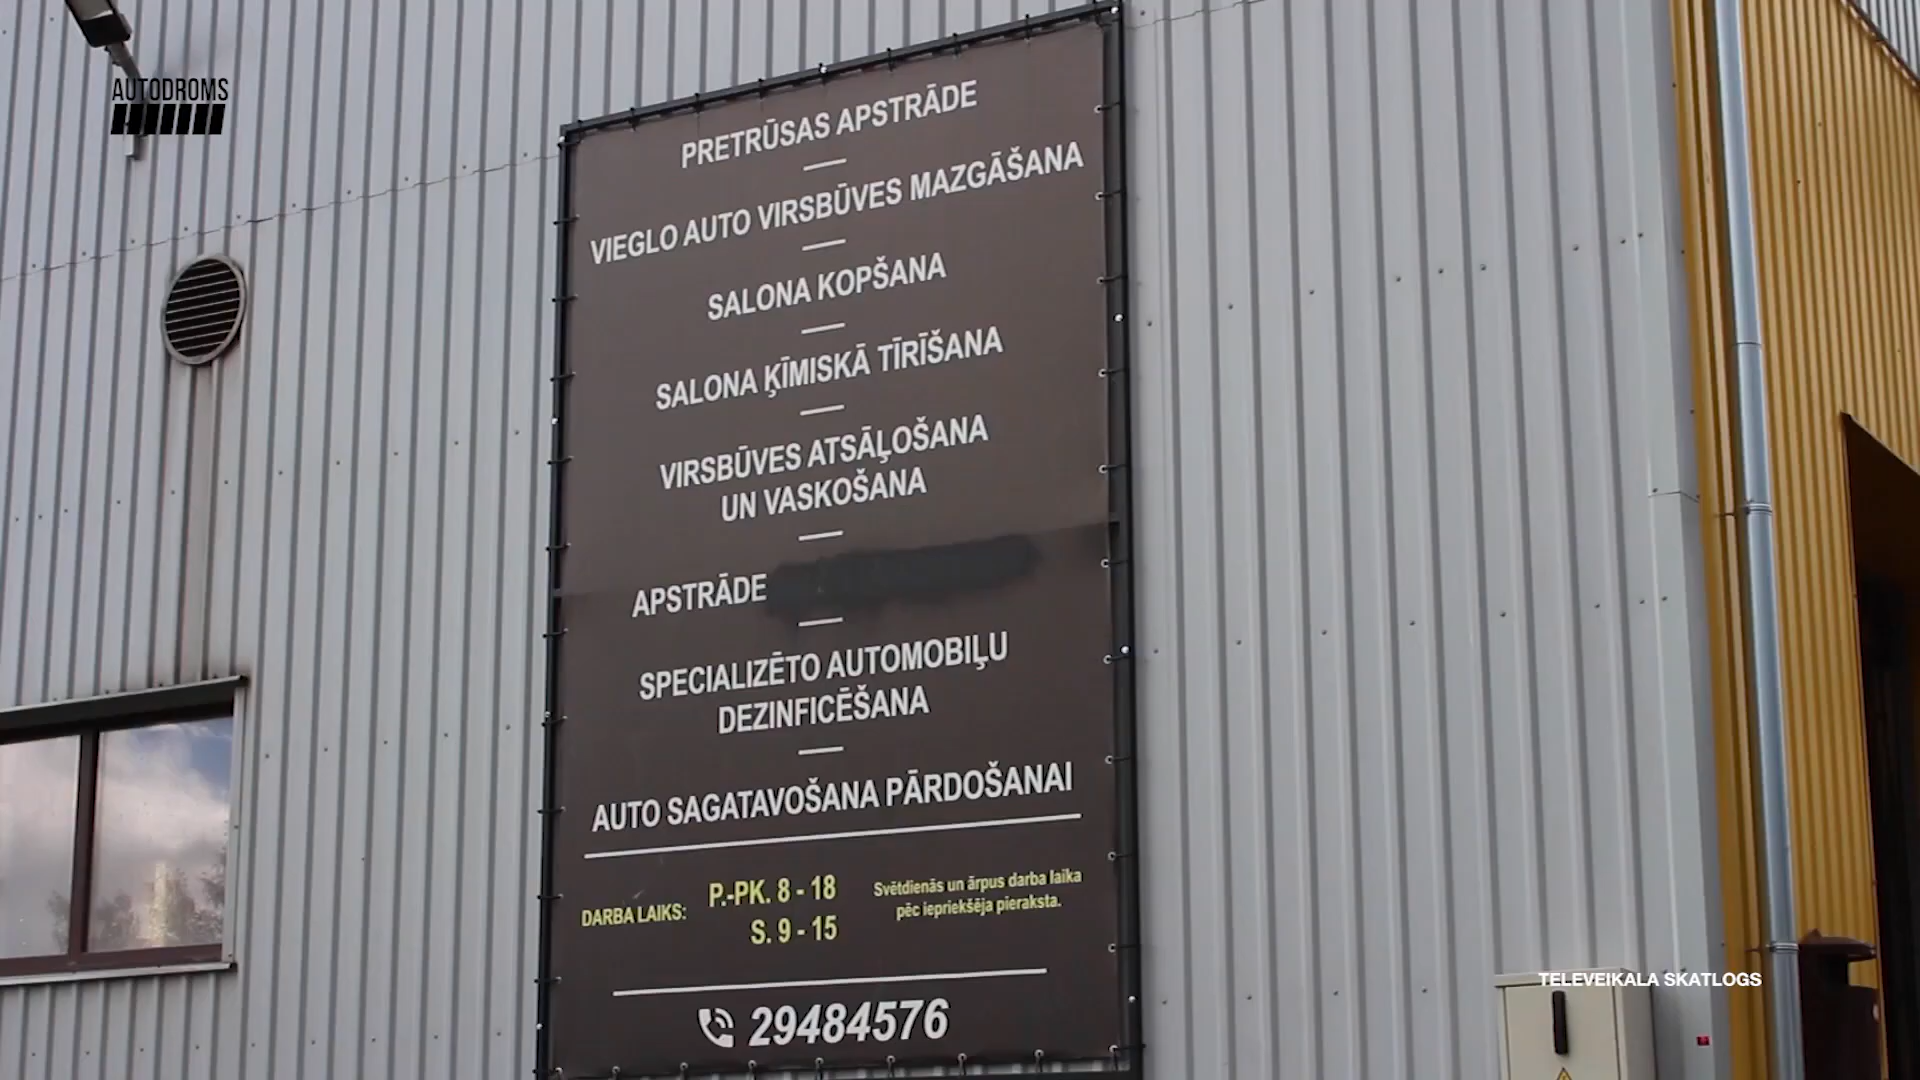 AUTODROMS
PRETRŪSAS APSTRĀDE
VIEGLO AUTO VIRSBŪVES MAZGĀŠANA
SALONA KOPŠANA
SALONA ĶĪMISKĀ TĪRĪŠANA
VIRSBŪVES ATSĀĻOŠANA
UN VASKOŠANA
APSTRĀDE
SPECIALIZĒTO AUTOMOBIĻU
DEZINFICĒŠANA
AUTO SAGATAVOŠANA PĀRDOŠANAI
DARBA LAIKS:
P.-PK. 8 - 18
S. 9 - 15
Svētdienās un ārpus darba laika
pēc iepriekšēja pieraksta.
29484576
TELEVEIKALA SKATLOGS